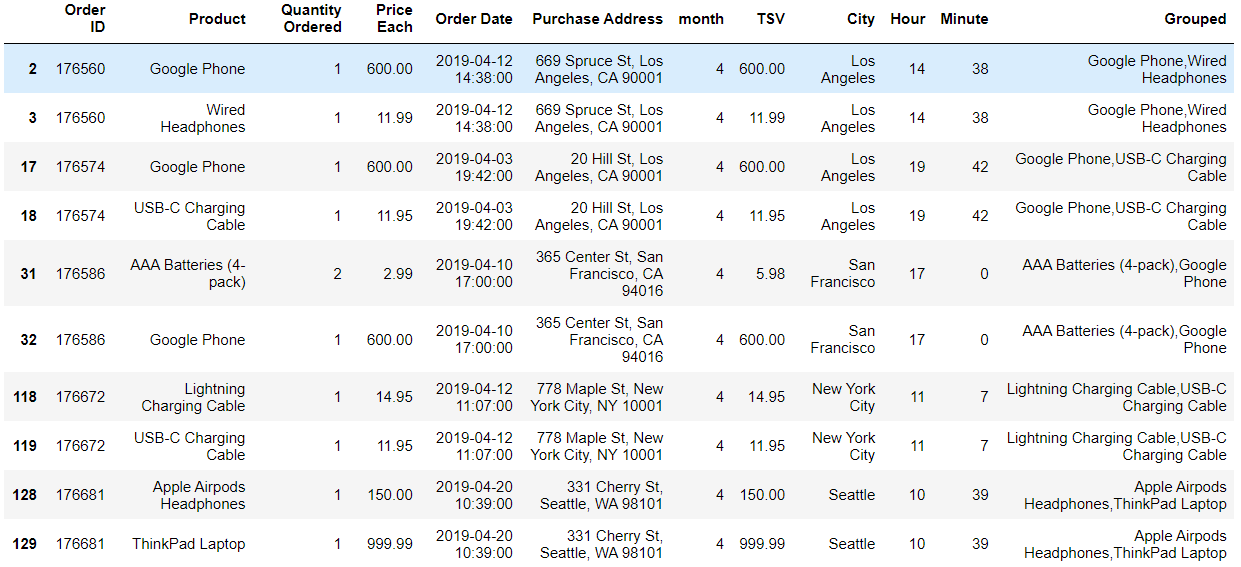 Order ID Product Quantity Ordered Price Each Order Date Purchase Address month TSV City Hour Minute Grouped
2 176560 Google Phone 1 600.00 2019-04-12 14:38:00 669 Spruce St, Los Angeles, CA 90001 4 600.00 Los Angeles 14 38 Google Phone,Wired Headphones
3 176560 Wired Headphones 1 11.99 2019-04-12 14:38:00 669 Spruce St, Los Angeles, CA 90001 4 11.99 Los Angeles 14 38 Google Phone,Wired Headphones
17 176574 Google Phone 1 600.00 2019-04-03 19:42:00 20 Hill St, Los Angeles, CA 90001 4 600.00 Los Angeles 19 42 Google Phone,USB-C Charging Cable
18 176574 USB-C Charging Cable 1 11.95 2019-04-03 19:42:00 20 Hill St, Los Angeles, CA 90001 4 11.95 Los Angeles 19 42 Google Phone,USB-C Charging Cable
31 176586 AAA Batteries (4-pack) 2 2.99 2019-04-10 17:00:00 365 Center St, San Francisco, CA 94016 4 5.98 San Francisco 17 0 AAA Batteries (4-pack),Google Phone
32 176586 Google Phone 1 600.00 2019-04-10 17:00:00 365 Center St, San Francisco, CA 94016 4 600.00 San Francisco 17 0 AAA Batteries (4-pack),Google Phone
118 176672 Lightning Charging Cable 1 14.95 2019-04-12 11:07:00 778 Maple St, New York City, NY 10001 4 14.95 New York City 11 7 Lightning Charging Cable,USB-C Charging Cable
119 176672 USB-C Charging Cable 1 11.95 2019-04-12 11:07:00 778 Maple St, New York City, NY 10001 4 11.95 New York City 11 7 Lightning Charging Cable,USB-C Charging Cable
128 176681 Apple Airpods Headphones 1 150.00 2019-04-20 10:39:00 331 Cherry St, Seattle, WA 98101 4 150.00 Seattle 10 39 Apple Airpods Headphones,ThinkPad Laptop
129 176681 ThinkPad Laptop 1 999.99 2019-04-20 10:39:00 331 Cherry St, Seattle, WA 98101 4 999.99 Seattle 10 39 Apple Airpods Headphones,ThinkPad Laptop